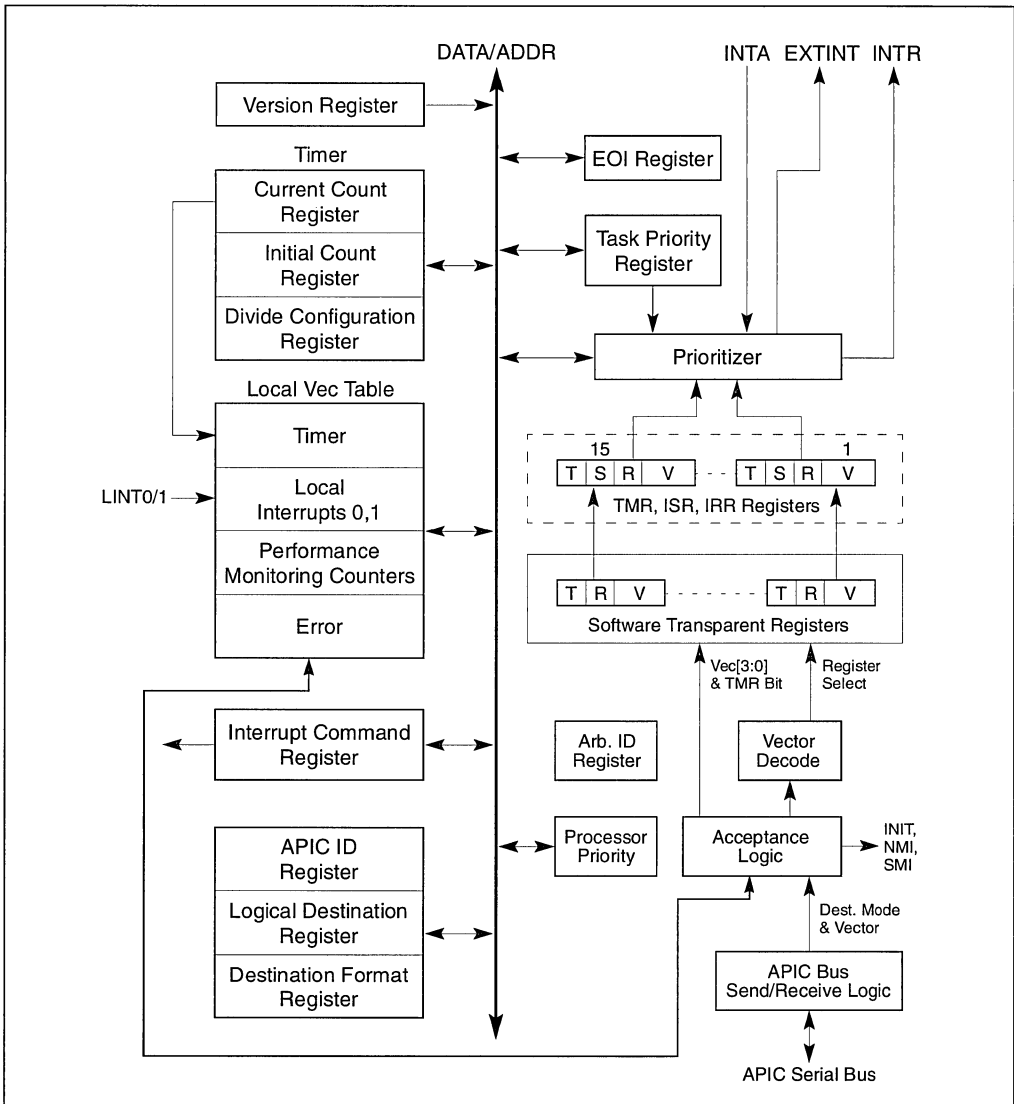 DATA/ADDR
INTA EXTINT INTR
Version Register
Timer
Current Count
Register
Initial Count
Register
Divide Configuration
Register
EOI Register
Task Priority
Register
Prioritizer
Local Vec Table
Timer
LINT0/1
Local
Interrupts 0,1
Performance
Monitoring Counters
Error
15
1
T S R V
T S R V
TMR, ISR, IRR Registers
T R V
T R V
Software Transparent Registers
Vec[3:0]
& TMR Bit
Register
Select
Interrupt Command
Register
Arb. ID
Register
Vector
Decode
APIC ID
Register
Logical Destination
Register
Destination Format
Register
Processor
Priority
Acceptance
Logic
INIT,
NMI,
SMI
Dest. Mode
& Vector
APIC Bus
Send/Receive Logic
APIC Serial Bus